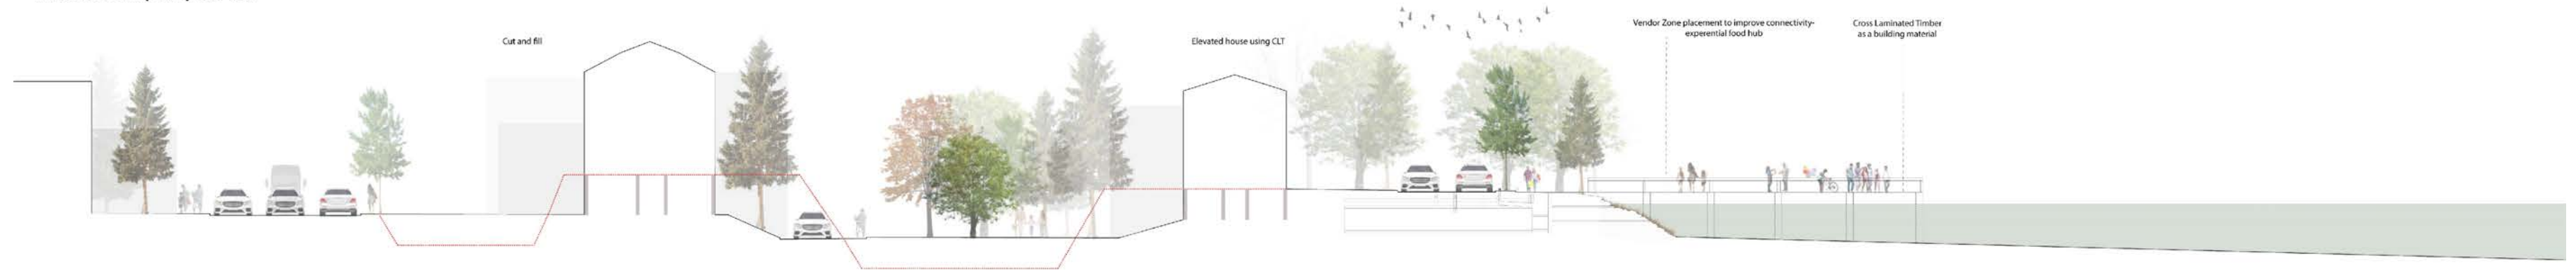 Cut and fill
Elevated house using CLT
Vendor Zone placement to improve connectivity-
experential food hub
Cross Laminated Timber
as a building material